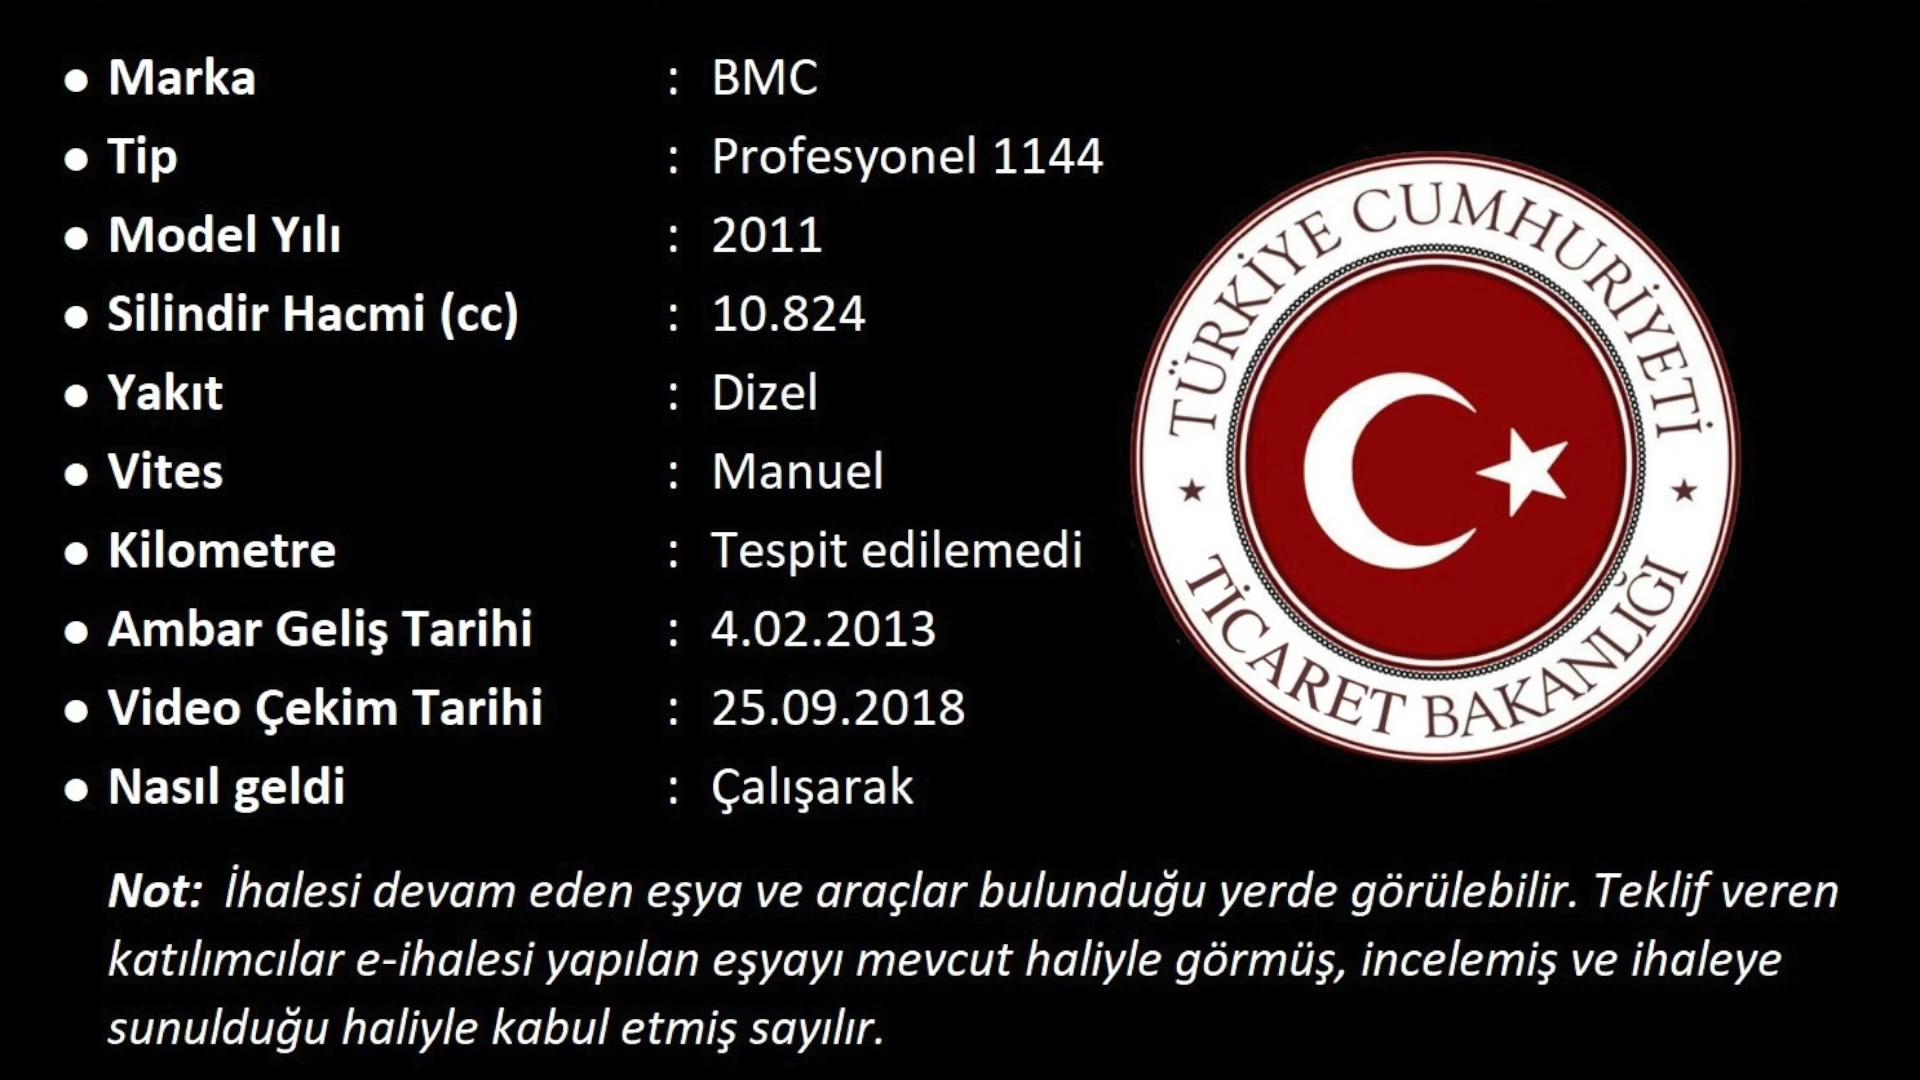 ● Marka : BMC
● Tip : Profesyonel 1144
● Model Yılı : 2011
● Silindir Hacmi (cc) : 10.824
● Yakıt : Dizel
● Vites : Manuel
● Kilometre : Tespit edilemedi
● Ambar Geliş Tarihi : 4.02.2013
● Video Çekim Tarihi : 25.09.2018
● Nasıl geldi : Çalışarak
TÜRKİYE CUMHURİYETİ
TİCARET BAKANLIĞI
Not: İhalesi devam eden eşya ve araçlar bulunduğu yerde görülebilir. Teklif veren
katılımcılar e-ihalesi yapılan eşyayı mevcut haliyle görmüş, incelemiş ve ihaleye
sunulduğu haliyle kabul etmiş sayılır.